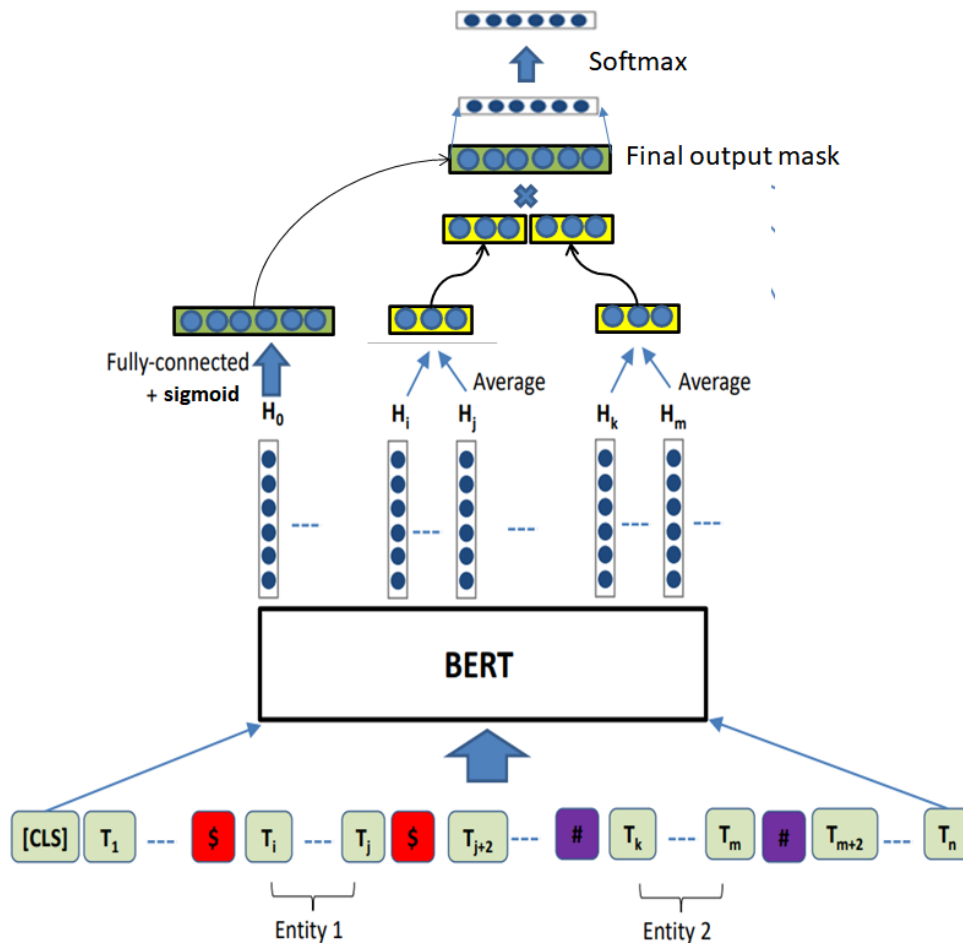 Softmax
Final output mask
Fully-connected
+ sigmoid
Average
Average
H0
Hi
Hj
Hk
Hm
BERT
[CLS] T1 $ Ti Tj $ Tj+2 # Tk Tm # Tm+2 Tn
Entity 1
Entity 2